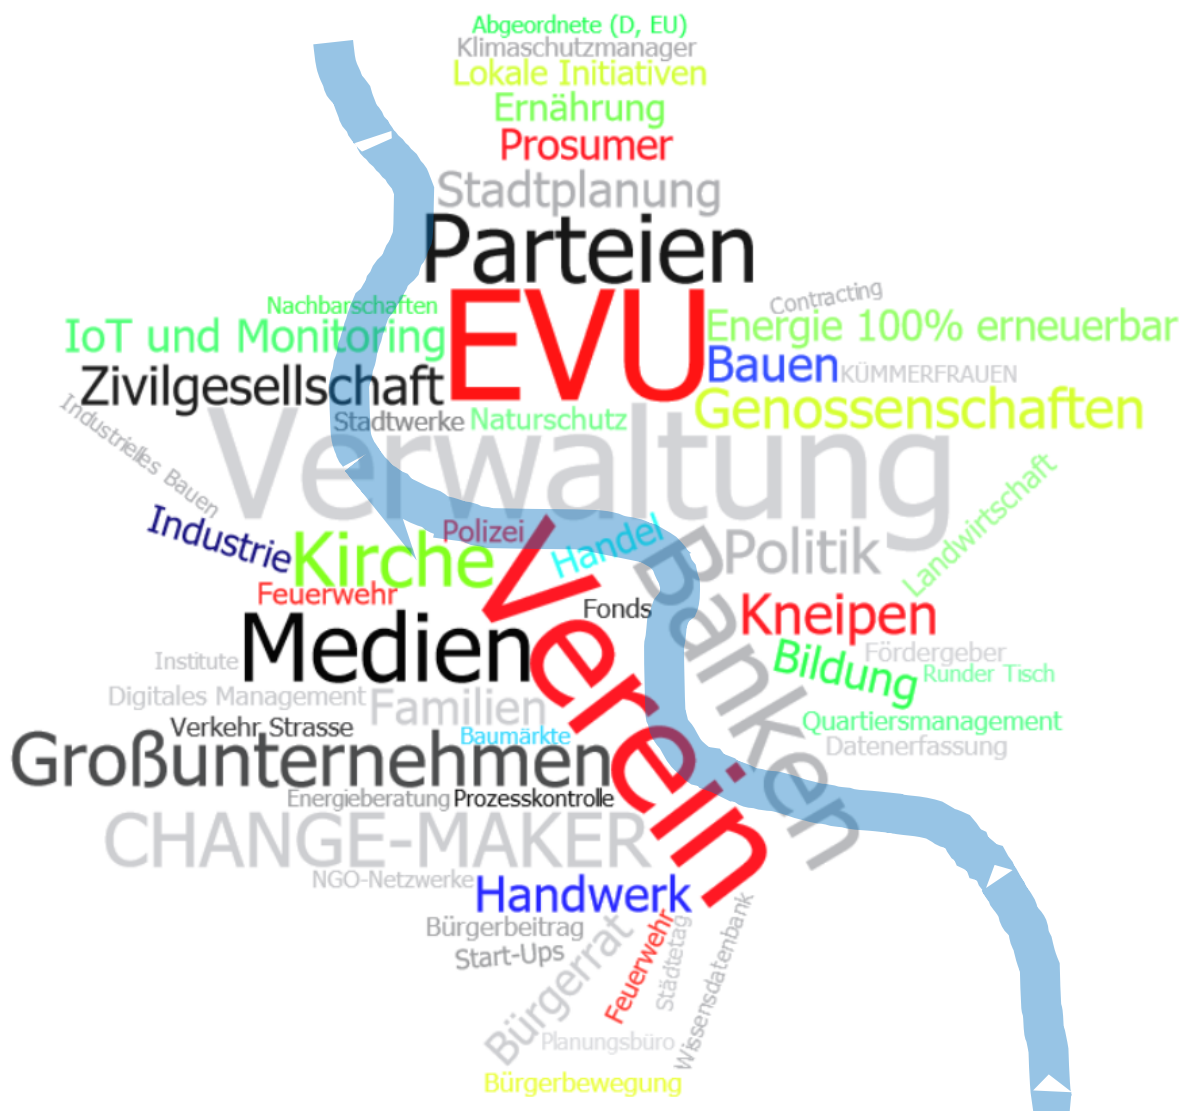 Abgeordnete (D, EU)
Klimaschutzmanager
Lokale Initiativen
Ernährung
Prosumer
Stadtplanung
Parteien
Contracting
Nachbarschaften
EVU
Energie 100% erneuerbar
IoT und Monitoring
Bauen
KÜMMERFRAUEN
Zivilgesellschaft
Genossenschaften
Stadtwerke
Naturschutz
Industrielles Bauen
Verwaltung
Landwirtschaft
Industrie
Polizei
Handel
Politik
Kirche
Feuerwehr
Fonds
Banken
Kneipen
Medien
Verein
Fördergeber
Institute
Bildung
Runder Tisch
Digitales Management
Familien
Quartiersmanagement
Verkehr Strasse
Baumärkte
Datenerfassung
Großunternehmen
Energieberatung
Prozesskontrolle
CHANGE-MAKER
NGO-Netzwerke
Handwerk
Bürgerbeitrag
Start-Ups
Bürgerrat
Feuerwehr
Städtetag
Wissensdatenbank
Planungsbüro
Bürgerbewegung